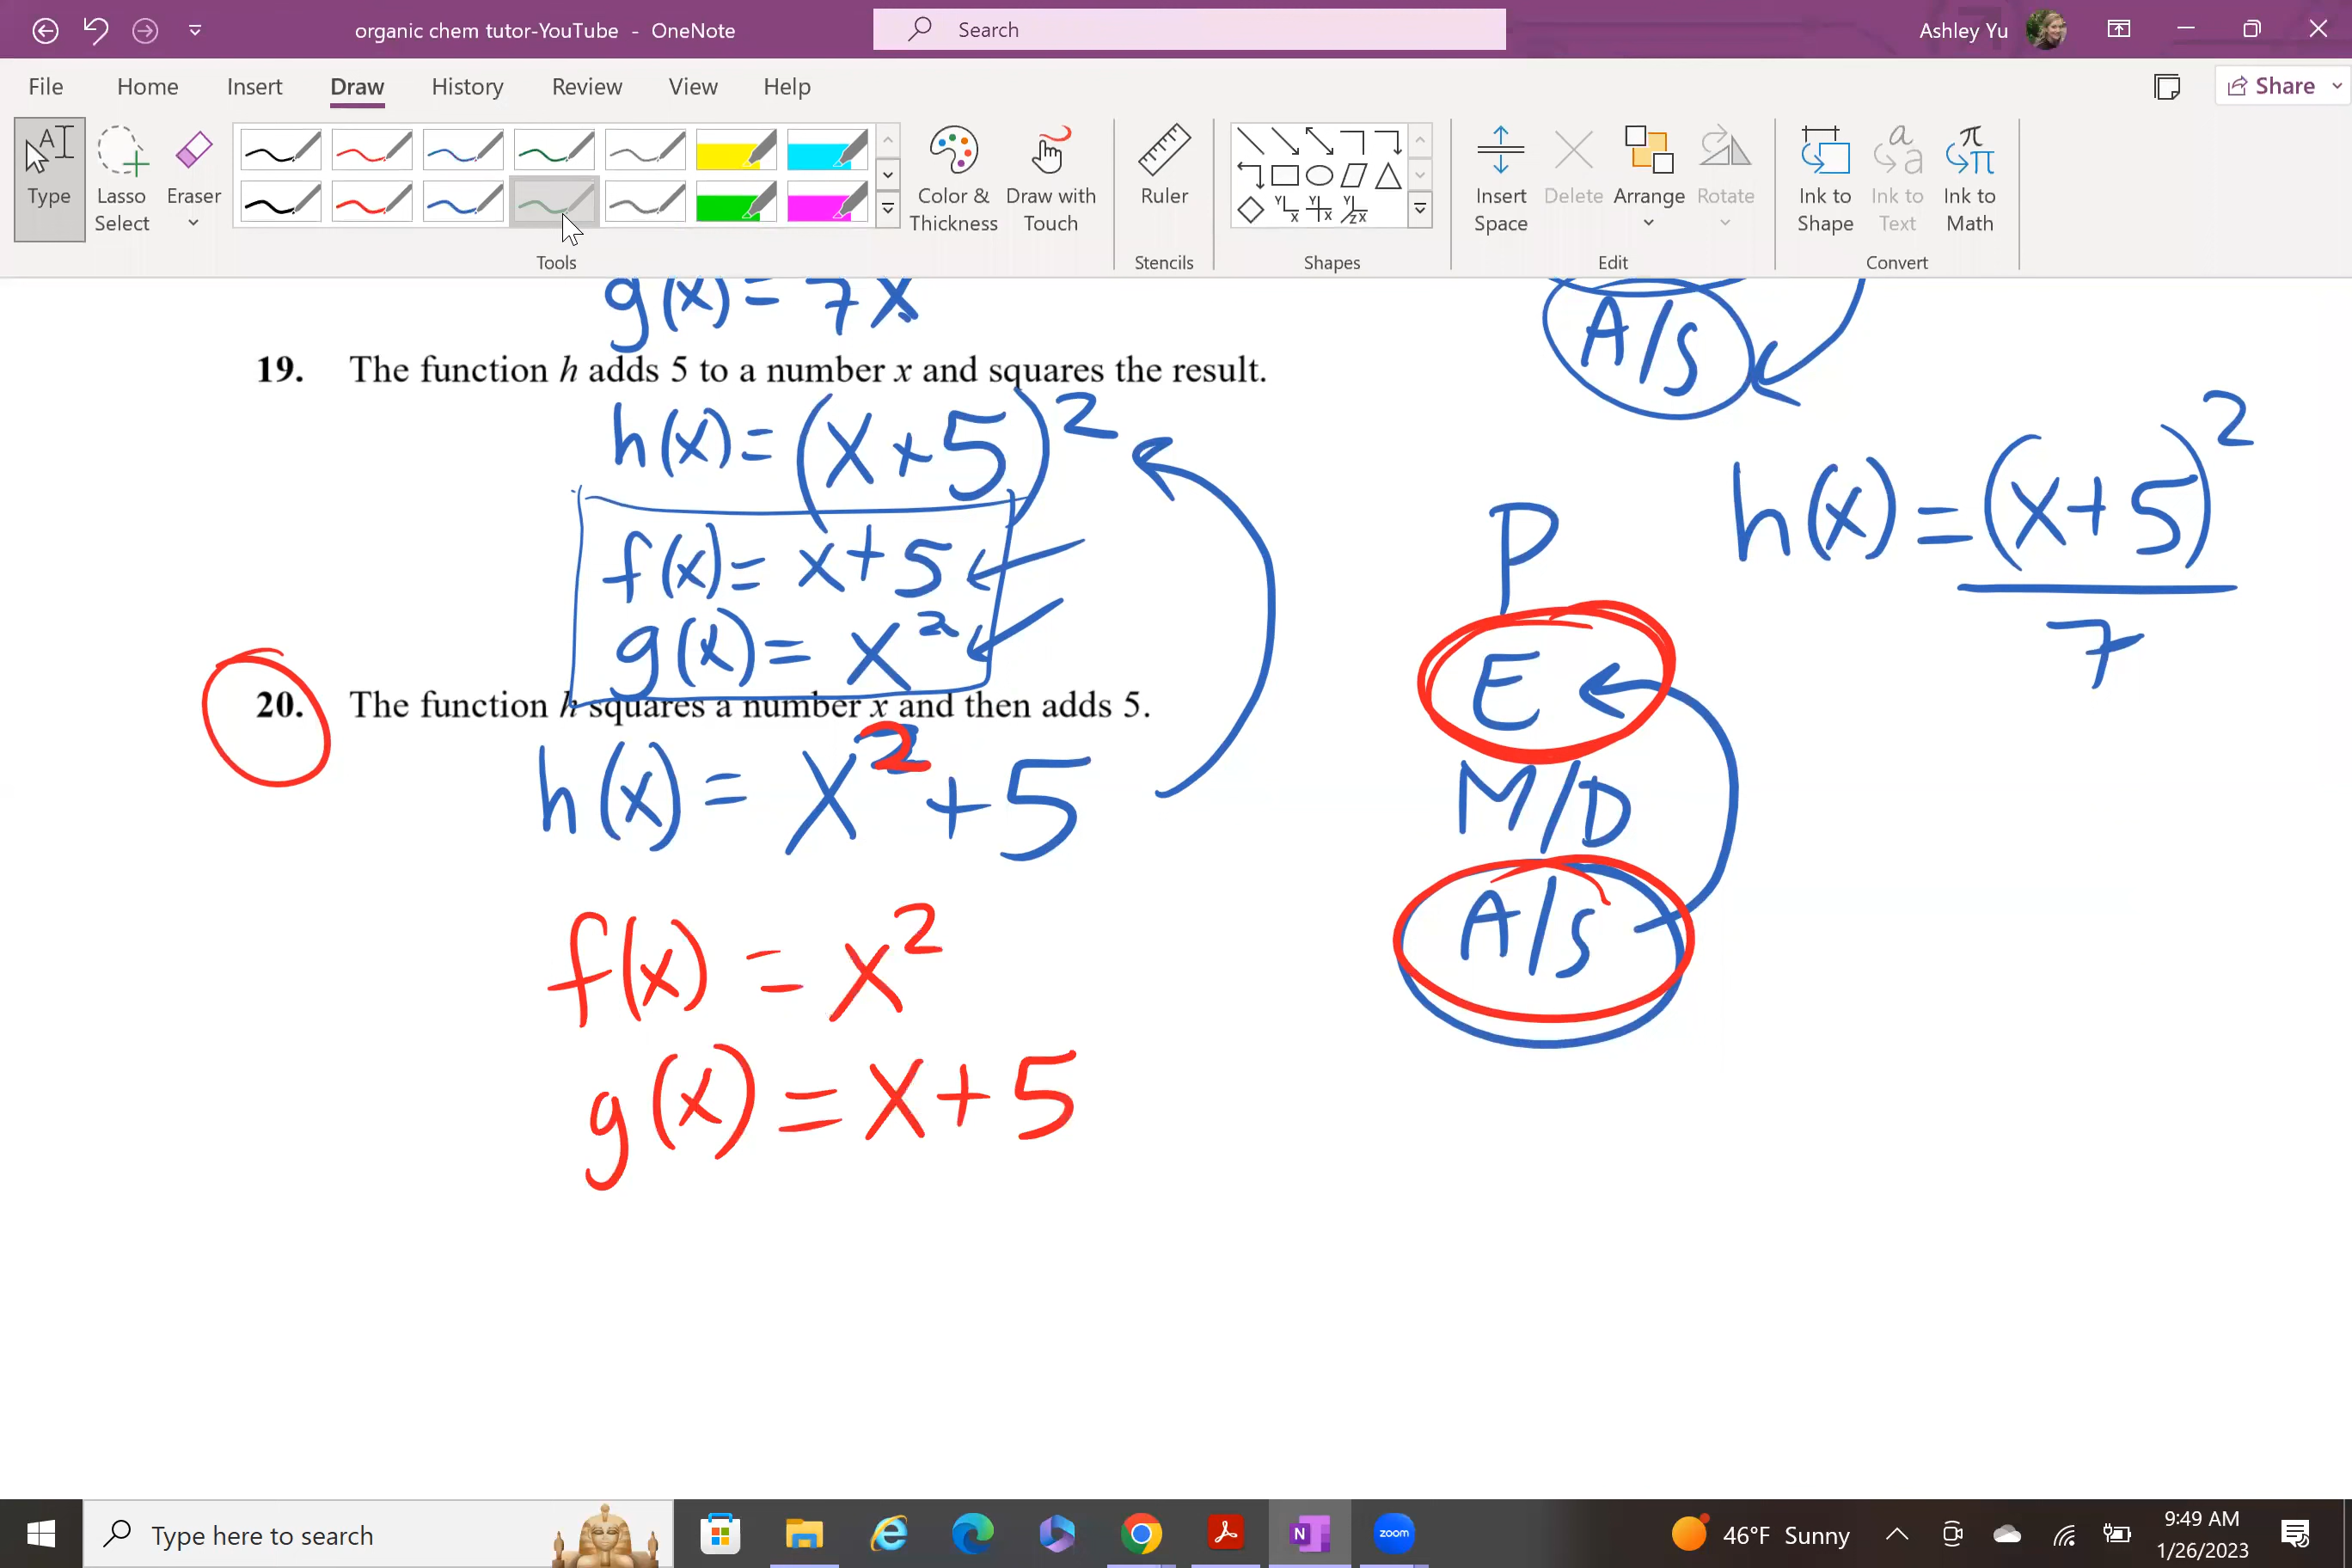 organic chem tutor-YouTube - OneNote
Search
Ashley Yu
File Home Insert Draw History Review View Help
Share
Type
Lasso Select
Eraser
Color & Thickness
Draw with Touch
Ruler
Insert Space
Delete
Arrange
Rotate
Ink to Shape
Ink to Text
Ink to Math
Tools
Stencils
Shapes
Edit
Convert
g(x) = 7x
A/S
19. The function h adds 5 to a number x and squares the result.
h(x) = (x+5)²
f(x) = x+5
g(x) = x²
20. The function h squares a number x and then adds 5.
h(x) = x²+5
f(x) = x²
g(x) = x+5
P
E
M/D
A/S
h(x) = (x+5)²
7
Type here to search
zoom
46°F Sunny
9:49 AM
1/26/2023